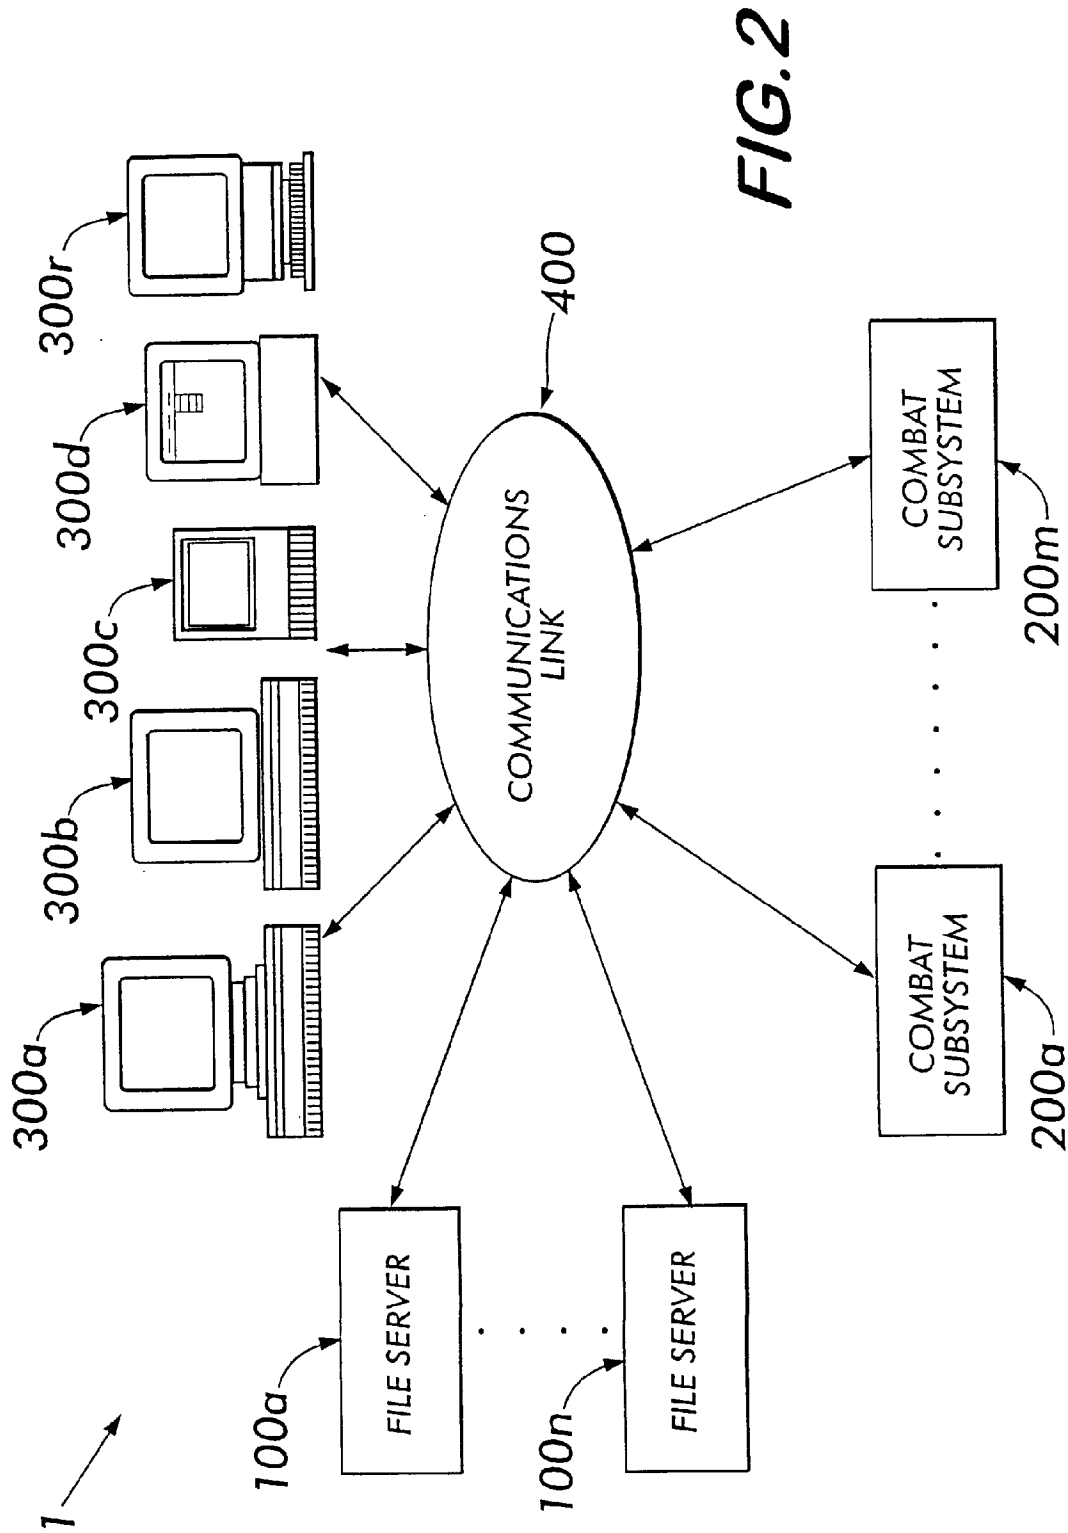 1
300a
300b
300c
300d
300r
100a
FILE SERVER
100n
FILE SERVER
COMMUNICATIONS
LINK
400
COMBAT
SUBSYSTEM
200a
COMBAT
SUBSYSTEM
200m
FIG. 2